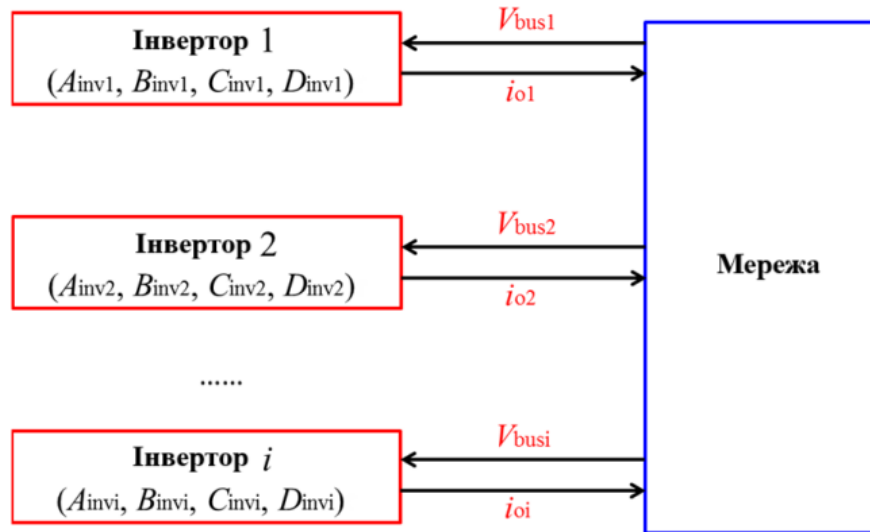 Інвертор 1
(Ainv1, Binv1, Cinv1, Dinv1)
Vbus1
io1
Інвертор 2
(Ainv2, Binv2, Cinv2, Dinv2)
Vbus2
io2
Мережа
......
Інвертор i
(Ainvi, Binvi, Cinvi, Dinvi)
Vbusi
ioi